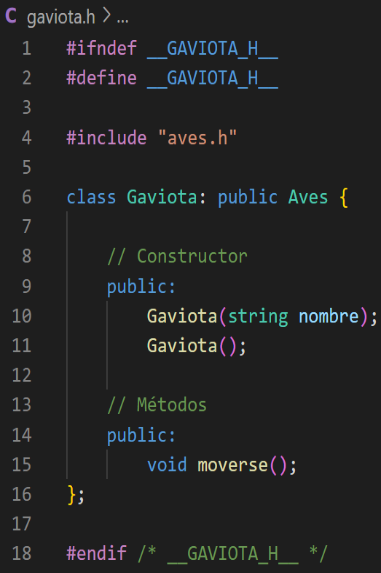 C gaviota.h > ...
1 #ifndef __GAVIOTA_H__
2 #define __GAVIOTA_H__
3
4 #include "aves.h"
5
6 class Gaviota: public Aves {
7
8 // Constructor
9 public:
10 Gaviota(string nombre);
11 Gaviota();
12
13 // Métodos
14 public:
15 void moverse();
16 };
17
18 #endif /* __GAVIOTA_H__ */